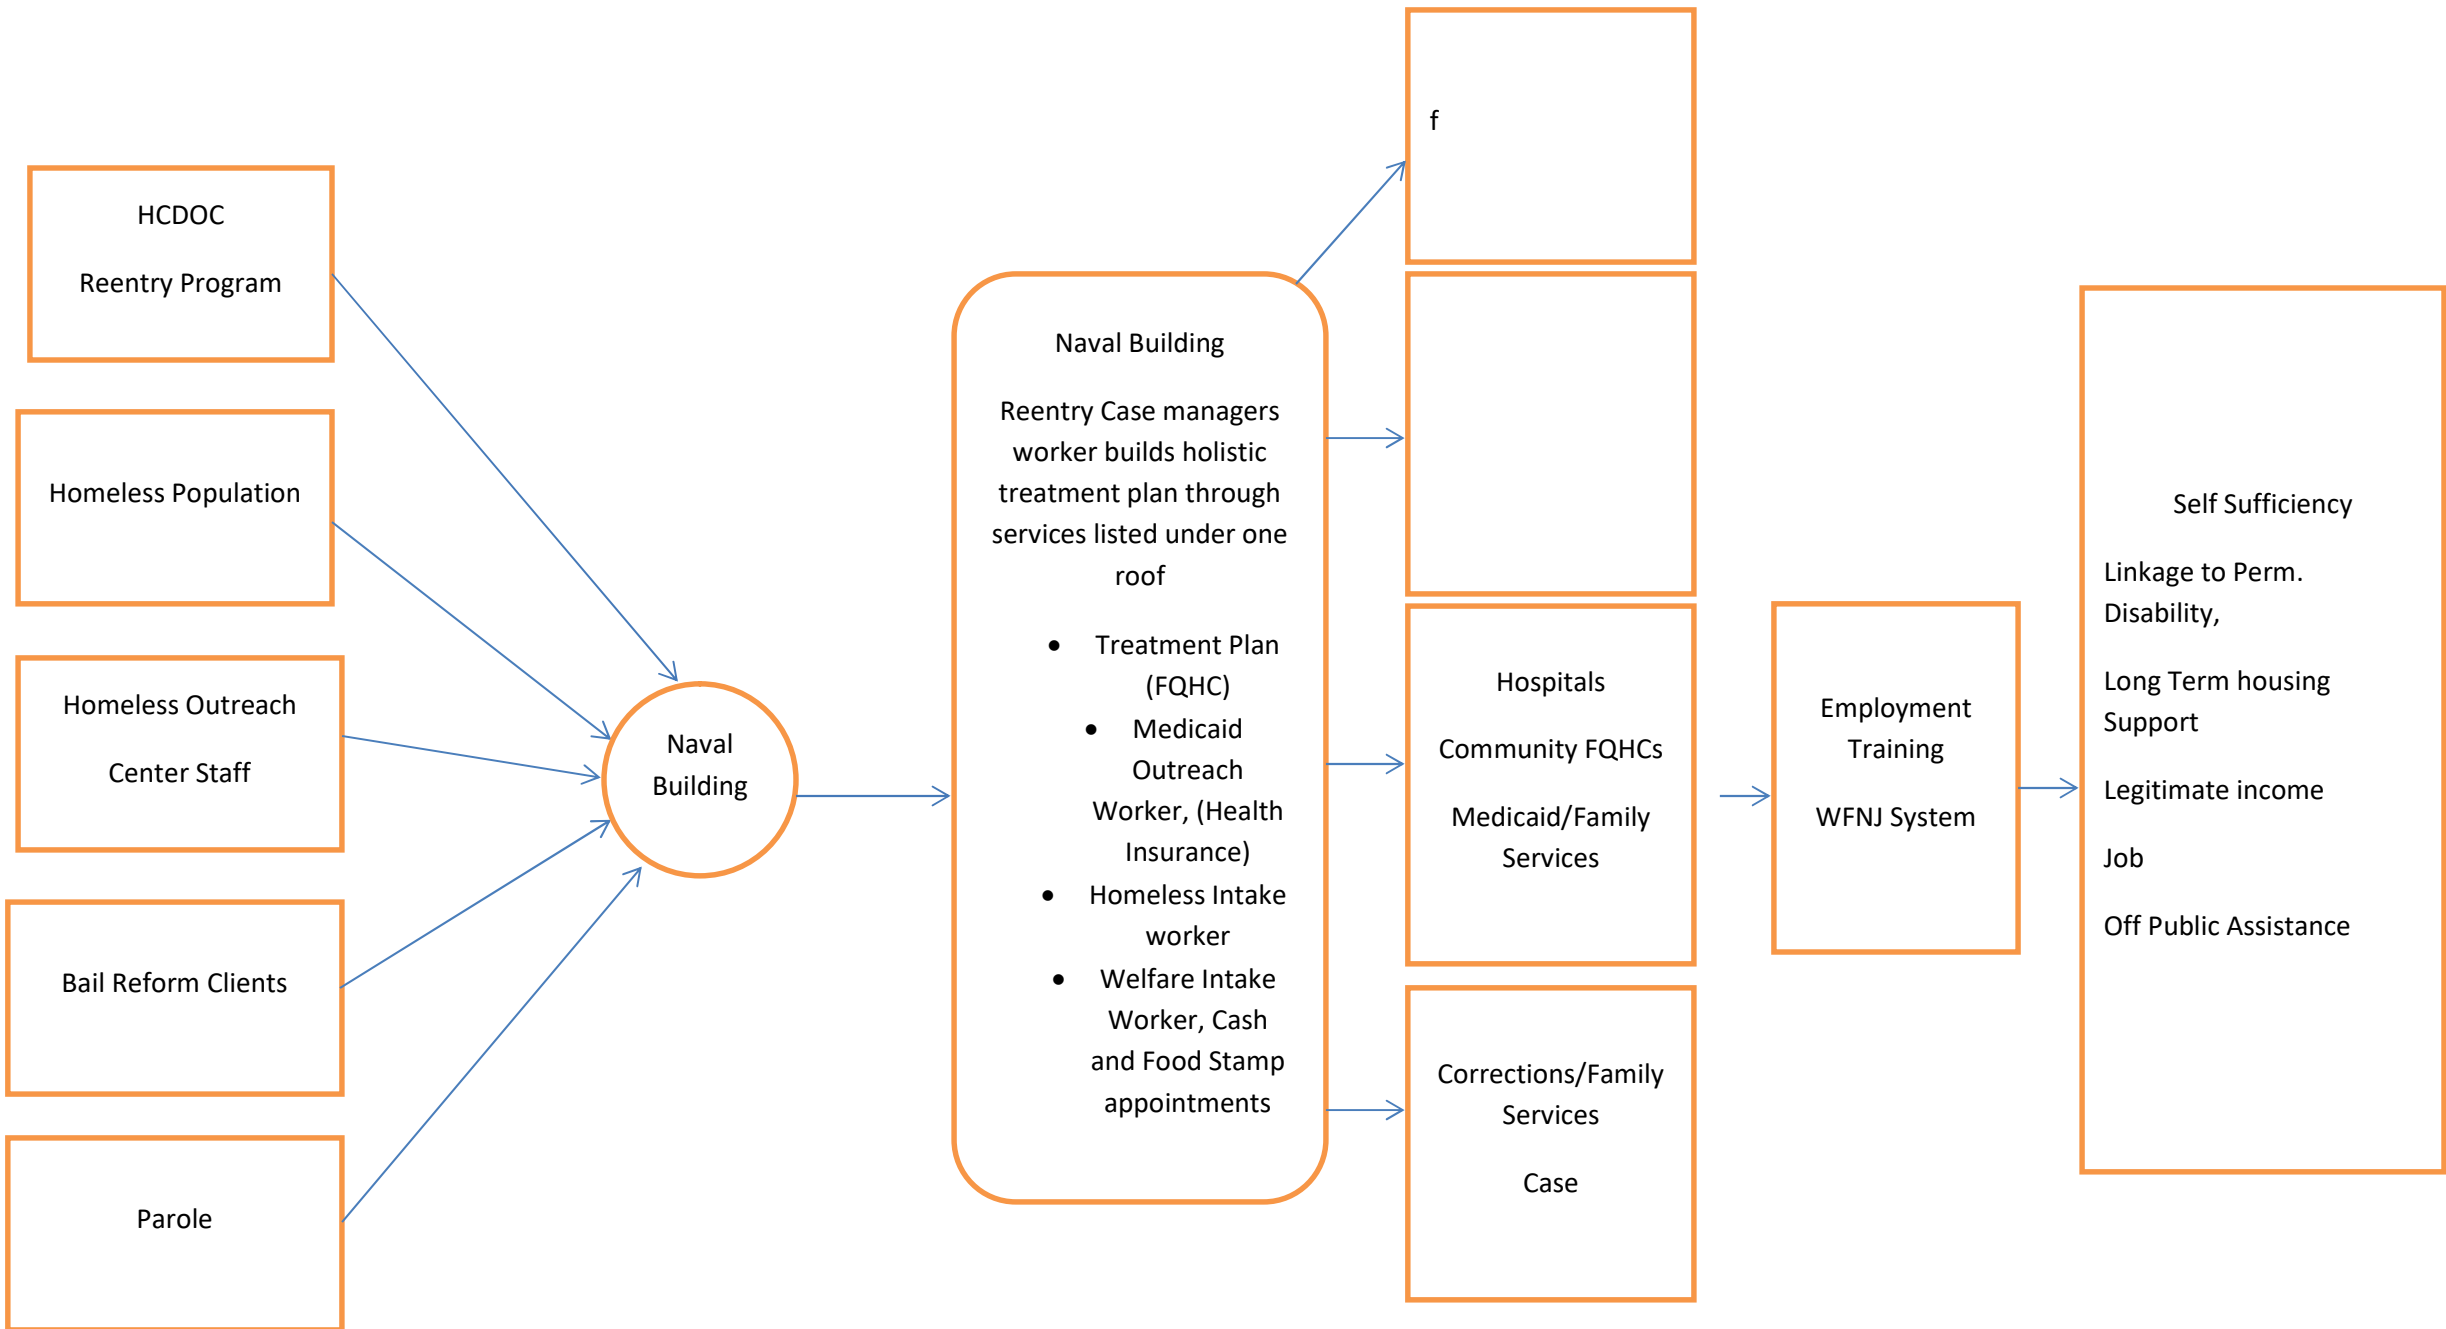 HCDOC
Reentry Program
Homeless Population
Homeless Outreach
Center Staff
Bail Reform Clients
Parole
Naval
Building
Naval Building
Reentry Case managers
worker builds holistic
treatment plan through
services listed under one
roof
• Treatment Plan
(FQHC)
• Medicaid
Outreach
Worker, (Health
Insurance)
• Homeless Intake
worker
• Welfare Intake
Worker, Cash
and Food Stamp
appointments
f
Hospitals
Community FQHCs
Medicaid/Family
Services
Corrections/Family
Services
Case
Employment
Training
WFNJ System
Self Sufficiency
Linkage to Perm.
Disability,
Long Term housing
Support
Legitimate income
Job
Off Public Assistance